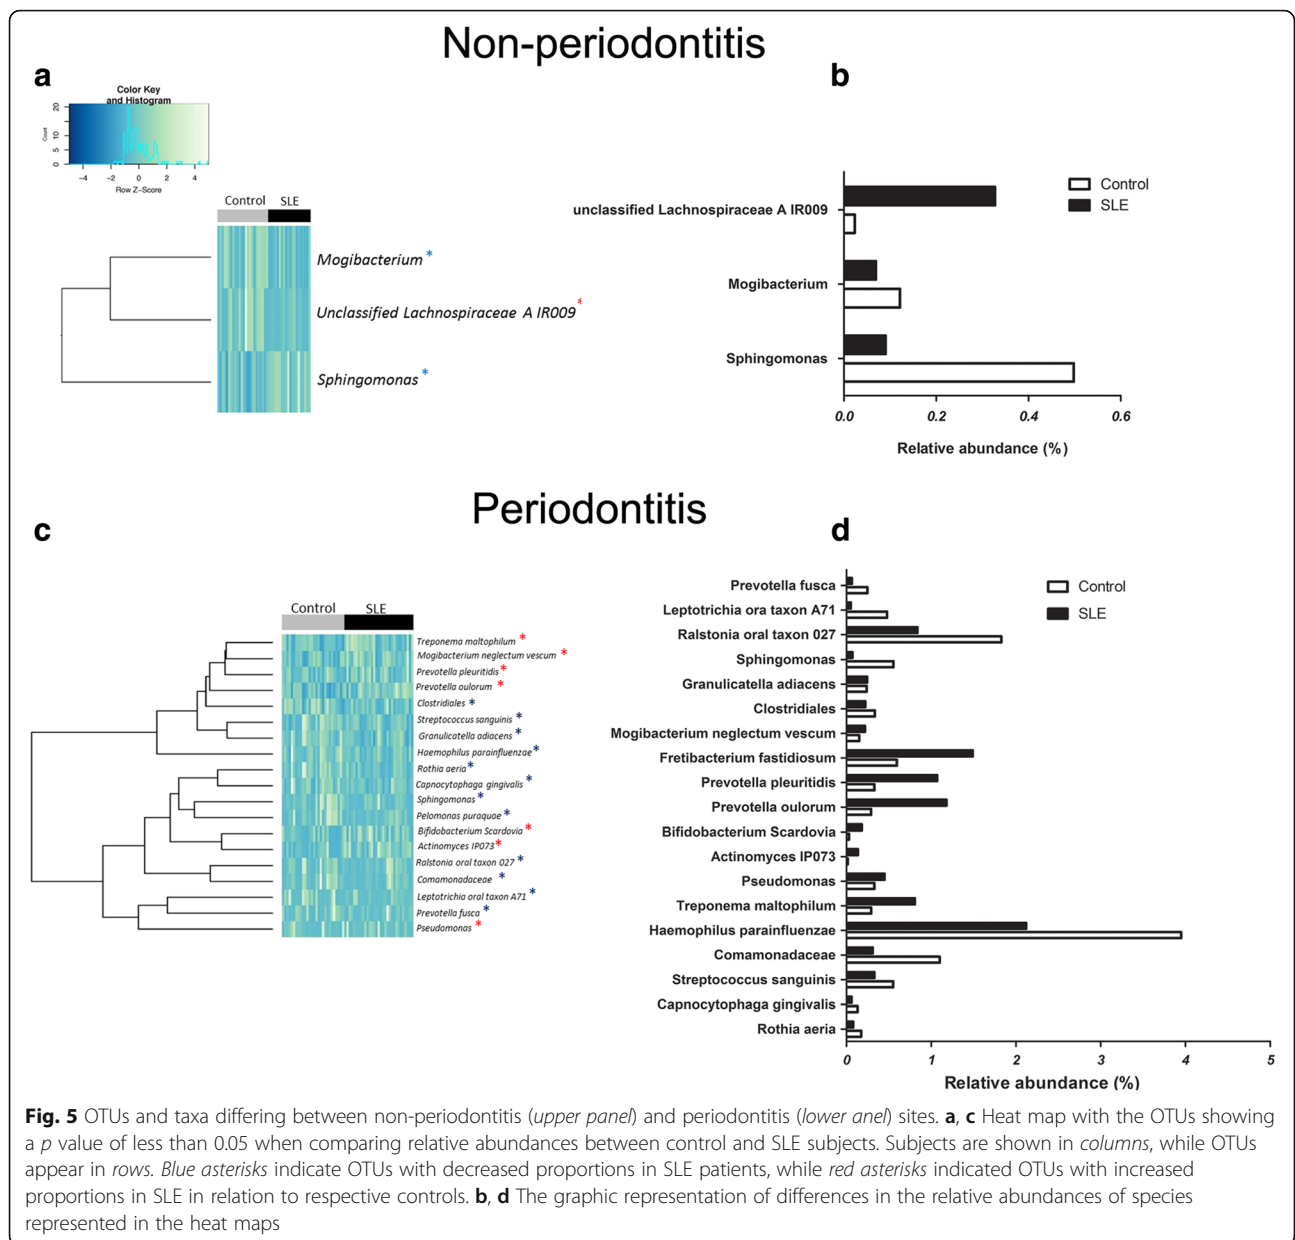 Non-periodontitis
a
Color Key
and Histogram
Count
0 5 10 15 20
−4 −2 0 2 4
Row Z−Score
Control SLE
Mogibacterium *
Unclassified Lachnospiraceae A IR009 *
Sphingomonas *
b
Control
SLE
unclassified Lachnospiraceae A IR009
Mogibacterium
Sphingomonas
0.0 0.2 0.4 0.6
Relative abundance (%)
Periodontitis
c
Control SLE
Treponema maltophilum *
Mogibacterium neglectum vescum *
Prevotella pleuritidis *
Prevotella oulorum *
Clostridiales *
Streptococcus sanguinis *
Granulicatella adiacens *
Haemophilus parainfluenzae *
Rothia aeria *
Capnocytophaga gingivalis *
Sphingomonas *
Pelomonas puraquae *
Bifidobacterium Scardovia *
Actinomyces IP073 *
Ralstonia oral taxon 027 *
Comamonadaceae *
Leptotrichia oral taxon A71 *
Prevotella fusca *
Pseudomonas *
d
Control
SLE
Prevotella fusca
Leptotrichia ora taxon A71
Ralstonia oral taxon 027
Sphingomonas
Granulicatella adiacens
Clostridiales
Mogibacterium neglectum vescum
Fretibacterium fastidiosum
Prevotella pleuritidis
Prevotella oulorum
Bifidobacterium Scardovia
Actinomyces IP073
Pseudomonas
Treponema maltophilum
Haemophilus parainfluenzae
Comamonadaceae
Streptococcus sanguinis
Capnocytophaga gingivalis
Rothia aeria
0 1 2 3 4 5
Relative abundance (%)
Fig. 5 OTUs and taxa differing between non-periodontitis (upper panel) and periodontitis (lower anel) sites. a, c Heat map with the OTUs showing
a p value of less than 0.05 when comparing relative abundances between control and SLE subjects. Subjects are shown in columns, while OTUs
appear in rows. Blue asterisks indicate OTUs with decreased proportions in SLE patients, while red asterisks indicated OTUs with increased
proportions in SLE in relation to respective controls. b, d The graphic representation of differences in the relative abundances of species
represented in the heat maps